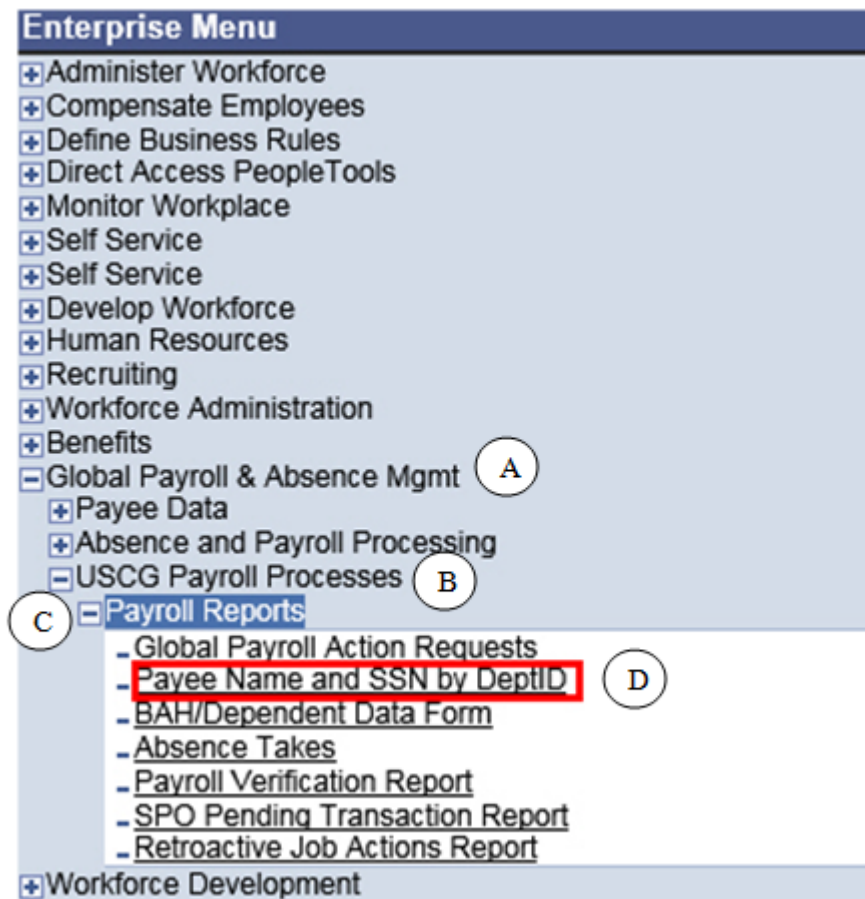 Enterprise Menu
Administer Workforce
Compensate Employees
Define Business Rules
Direct Access PeopleTools
Monitor Workplace
Self Service
Self Service
Develop Workforce
Human Resources
Recruiting
Workforce Administration
Benefits
Global Payroll & Absence Mgmt A
Payee Data
Absence and Payroll Processing
USCG Payroll Processes B
C Payroll Reports
Global Payroll Action Requests
Payee Name and SSN by DeptID D
BAH/Dependent Data Form
Absence Takes
Payroll Verification Report
SPO Pending Transaction Report
Retroactive Job Actions Report
Workforce Development